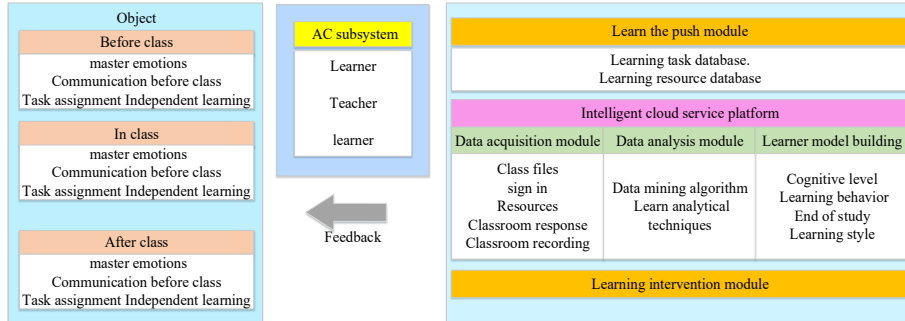 Object
Before class
master emotions
Communication before class
Task assignment Independent learning
In class
master emotions
Communication before class
Task assignment Independent learning
After class
master emotions
Communication before class
Task assignment Independent learning
AC subsystem
Learner
Teacher
learner
Feedback
Learn the push module
Learning task database.
Learning resource database
Intelligent cloud service platform
Data acquisition module
Class files
sign in
Resources
Classroom response
Classroom recording
Data analysis module
Data mining algorithm
Learn analytical
techniques
Learner model building
Cognitive level
Learning behavior
End of study
Learning style
Learning intervention module